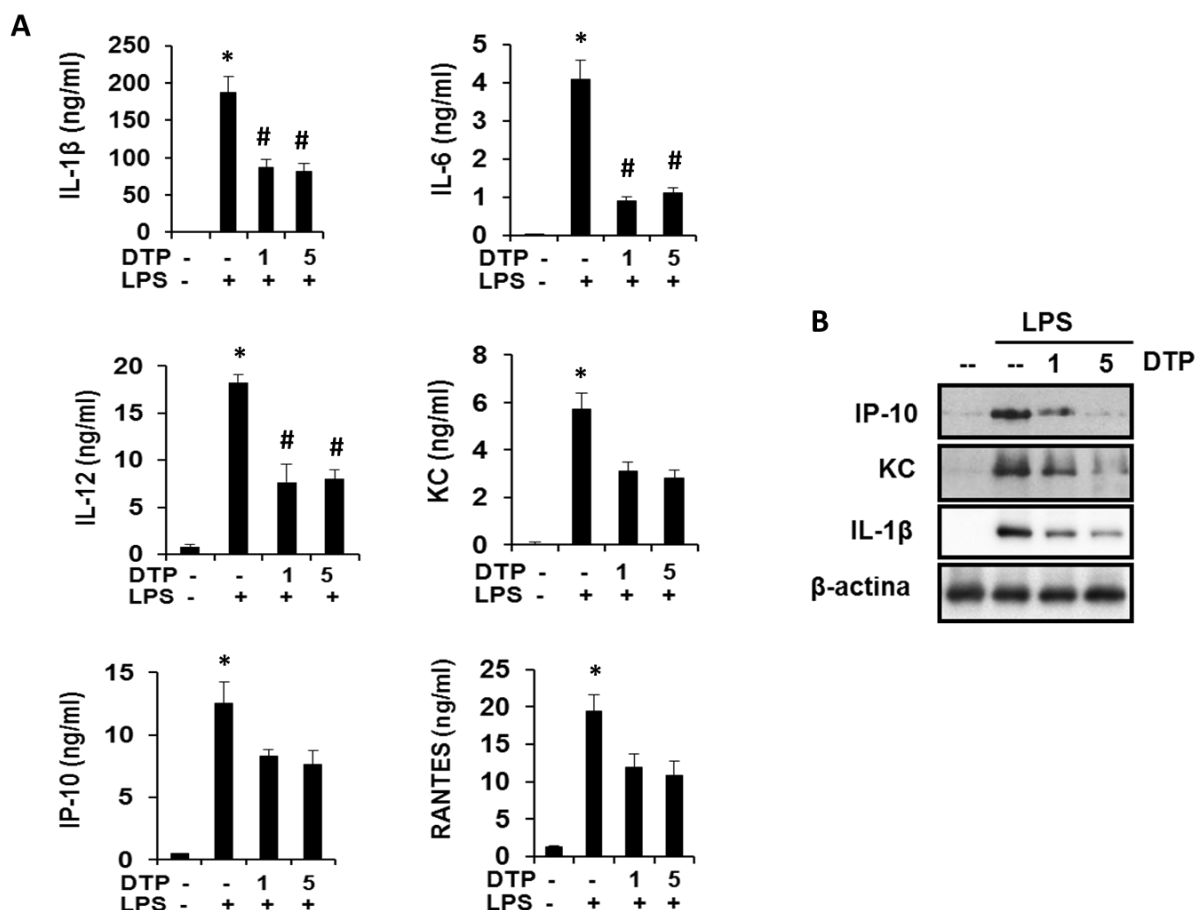 A
IL-1β (ng/ml)
250
200
150
100
50
0
*
#
#
DTP - - 1 5
LPS - + + +
IL-6 (ng/ml)
5
4
3
2
1
0
*
#
#
DTP - - 1 5
LPS - + + +
IL-12 (ng/ml)
20
15
10
5
0
*
#
#
DTP - - 1 5
LPS - + + +
KC (ng/ml)
8
6
4
2
0
*
DTP - - 1 5
LPS - + + +
IP-10 (ng/ml)
15
10
5
0
*
DTP - - 1 5
LPS - + + +
RANTES (ng/ml)
25
20
15
10
5
0
*
DTP - - 1 5
LPS - + + +
B
LPS
-- -- 1 5 DTP
IP-10
KC
IL-1β
β-actina